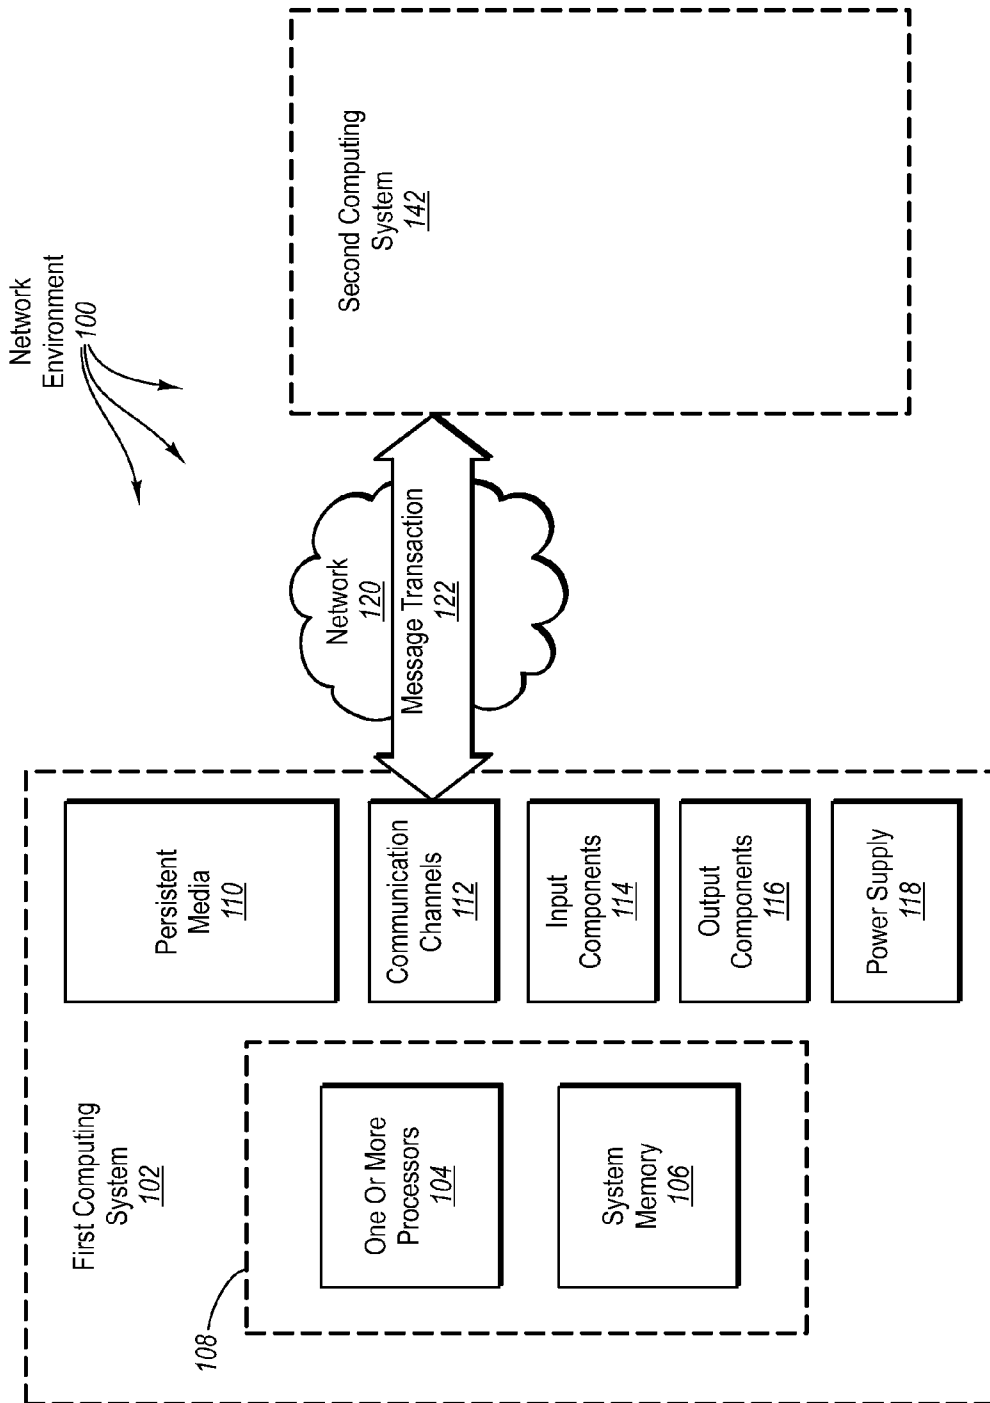 Network
Environment
100
First Computing
System
102
108
One Or More
Processors
104
System
Memory
106
Persistent
Media
110
Communication
Channels
112
Input
Components
114
Output
Components
116
Power Supply
118
Network
120
Message Transaction
122
Second Computing
System
142